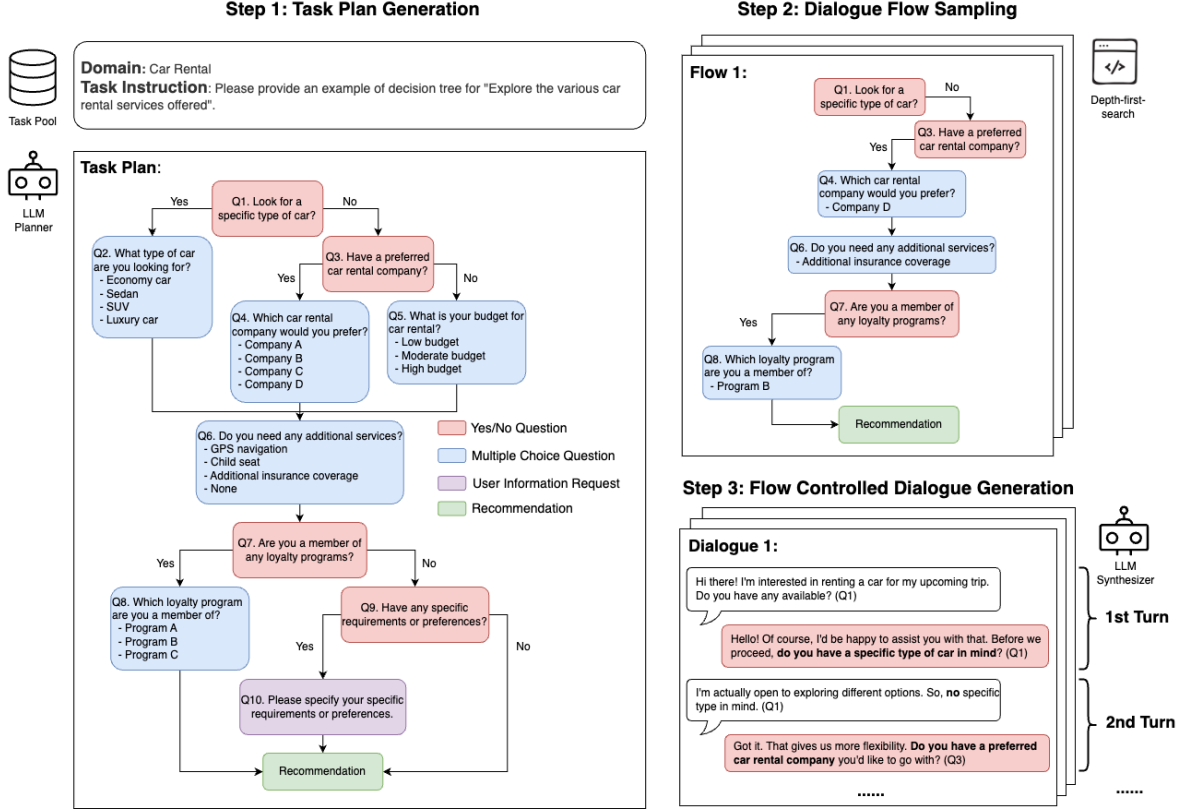 Step 1: Task Plan Generation
Task Pool
Domain: Car Rental
Task Instruction: Please provide an example of decision tree for "Explore the various car
rental services offered".
LLM
Planner
Task Plan:
Q1. Look for a
specific type of car?
Yes
No
Q2. What type of car
are you looking for?
- Economy car
- Sedan
- SUV
- Luxury car
Q3. Have a preferred
car rental company?
Yes
No
Q4. Which car rental
company would you prefer?
- Company A
- Company B
- Company C
- Company D
Q5. What is your budget for
car rental?
- Low budget
- Moderate budget
- High budget
Q6. Do you need any additional services?
- GPS navigation
- Child seat
- Additional insurance coverage
- None
Yes/No Question
Multiple Choice Question
User Information Request
Recommendation
Q7. Are you a member of
any loyalty programs?
Yes
No
Q8. Which loyalty program
are you a member of?
- Program A
- Program B
- Program C
Q9. Have any specific
requirements or preferences?
Yes
No
Q10. Please specify your specific
requirements or preferences.
Recommendation
Step 2: Dialogue Flow Sampling
Depth-first-
search
Flow 1:
Q1. Look for a
specific type of car?
No
Q3. Have a preferred
car rental company?
Yes
Q4. Which car rental
company would you prefer?
- Company D
Q6. Do you need any additional services?
- Additional insurance coverage
Q7. Are you a member of
any loyalty programs?
Yes
Q8. Which loyalty program
are you a member of?
- Program B
Recommendation
Step 3: Flow Controlled Dialogue Generation
LLM
Synthesizer
Dialogue 1:
Hi there! I'm interested in renting a car for my upcoming trip.
Do you have any available? (Q1)
Hello! Of course, I'd be happy to assist you with that. Before we
proceed, do you have a specific type of car in mind? (Q1)
1st Turn
I'm actually open to exploring different options. So, no specific
type in mind. (Q1)
Got it. That gives us more flexibility. Do you have a preferred
car rental company you'd like to go with? (Q3)
2nd Turn
......
......